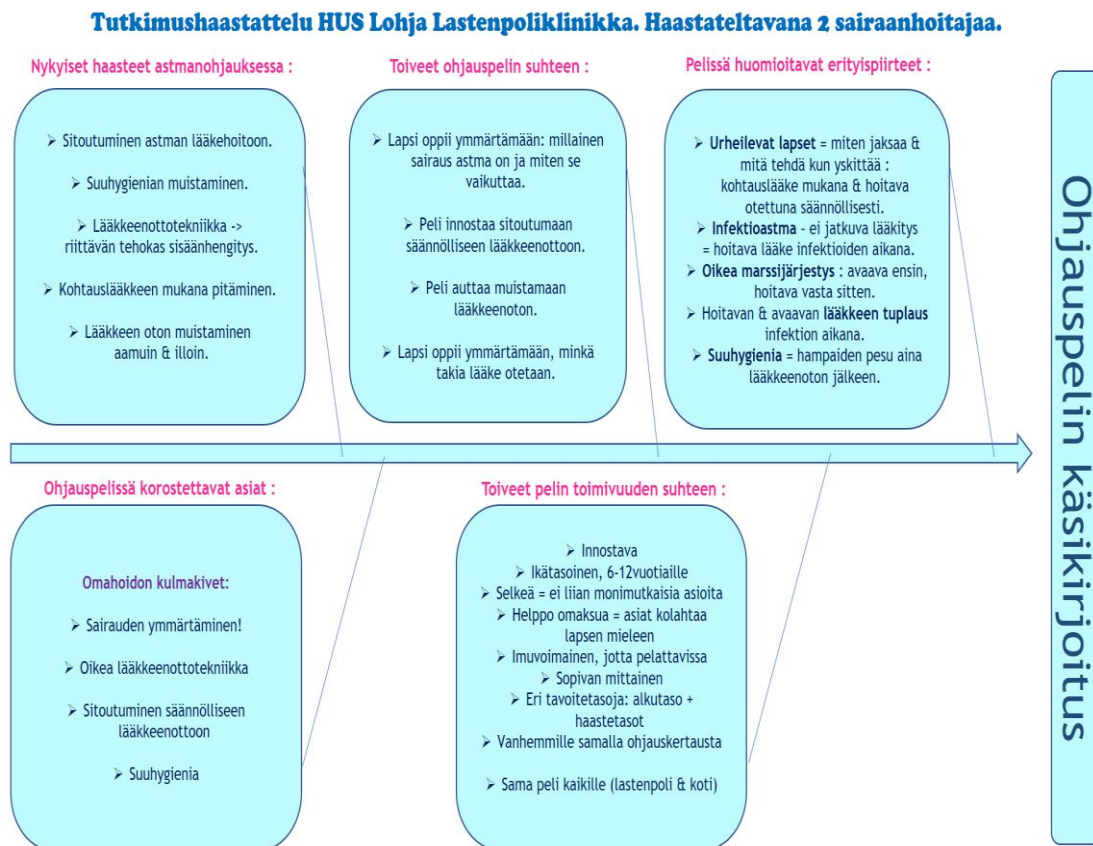 Tutkimushaastattelu HUS Lohja Lastenpoliklinikka. Haastateltavana 2 sairaanhoitajaa.
Nykyiset haasteet astmanohjauksessa :
➢ Sitoutuminen astman lääkehoitoon.
➢ Suuhygienian muistaminen.
➢ Lääkkeenottotekniikka ->
riittävän tehokas sisäänhengitys.
➢ Kohtauslääkkeen mukana pitäminen.
➢ Lääkkeen oton muistaminen
aamuin & illoin.
Toiveet ohjauspelin suhteen :
➢ Lapsi oppii ymmärtämään: millainen
sairaus astma on ja miten se
vaikuttaa.
➢ Peli innostaa sitoutumaan
säännölliseen lääkkeenottoon.
➢ Peli auttaa muistamaan
lääkkeenoton.
➢ Lapsi oppii ymmärtämään, minkä
takia lääke otetaan.
Pelissä huomioitavat erityispiirteet :
➢ Urheilevat lapset = miten jaksaa &
mitä tehdä kun yskittää :
kohtauslääke mukana & hoitava
otettuna säännöllisesti.
➢ Infektioastma - ei jatkuva lääkitys
= hoitava lääke infektioiden aikana.
➢ Oikea marssijärjestys : avaava ensin,
hoitava vasta sitten.
➢ Hoitavan & avaavan lääkkeen tuplaus
infektion aikana.
➢ Suuhygienia = hampaiden pesu aina
lääkkeenoton jälkeen.
Ohjauspelissä korostettavat asiat :
Omahoidon kulmakivet:
➢ Sairauden ymmärtäminen!
➢ Oikea lääkkeenottotekniikka
➢ Sitoutuminen säännölliseen
lääkkeenottoon
➢ Suuhygienia
Toiveet pelin toimivuuden suhteen :
➢ Innostava
➢ Ikätasoinen, 6-12vuotiaille
➢ Selkeä = ei liian monimutkaisia asioita
➢ Helppo omaksua = asiat kolahtaa
lapsen mieleen
➢ Imuvoimainen, jotta pelattavissa
➢ Sopivan mittainen
➢ Eri tavoitetasoja: alkutaso +
haastetasot
➢ Vanhemmille samalla ohjauskertausta
➢ Sama peli kaikille (lastenpoli & koti)
Ohjauspelin käsikirjoitus